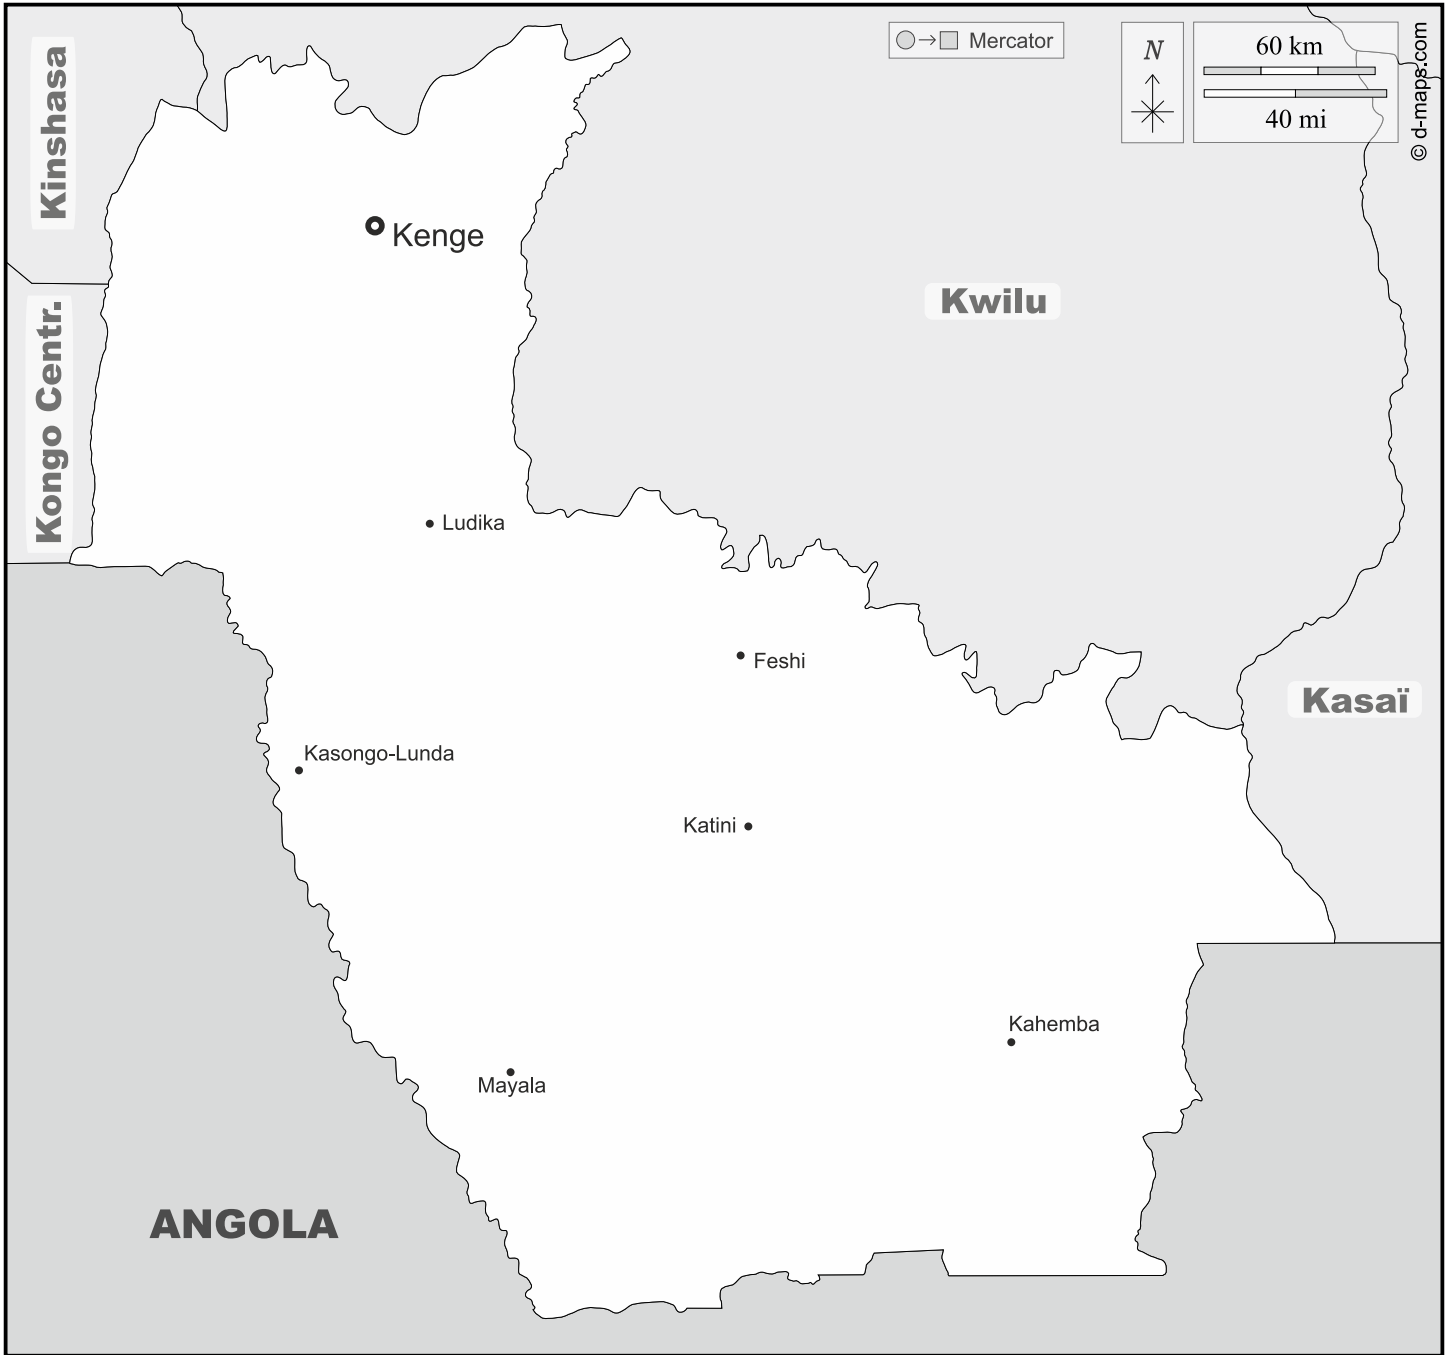 Kinshasa
Mercator
N
60 km
40 mi
© d-maps.com
Kenge
Kwilu
Kongo Centr.
Ludika
Feshi
Kasaï
Kasongo-Lunda
Katini
Kahemba
Mayala
ANGOLA